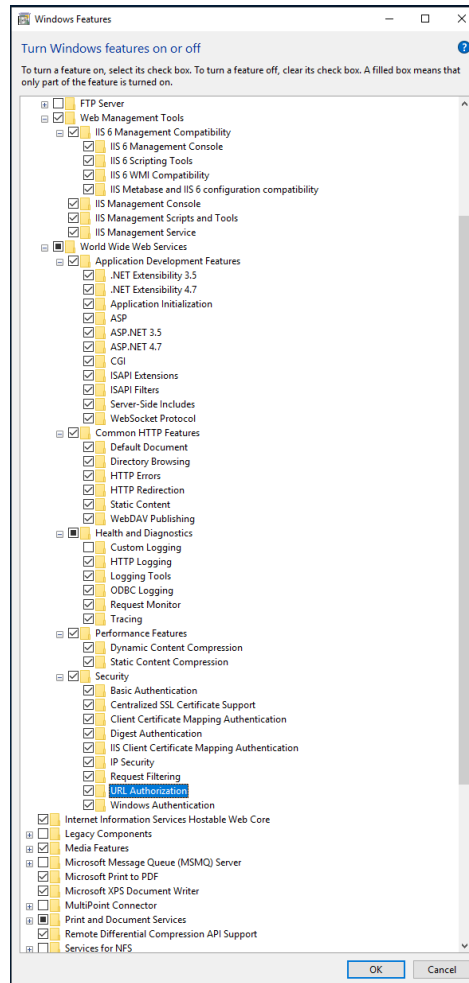 Windows Features
Turn Windows features on or off
?
To turn a feature on, select its check box. To turn a feature off, clear its check box. A filled box means that
only part of the feature is turned on.
FTP Server
Web Management Tools
IIS 6 Management Compatibility
IIS 6 Management Console
IIS 6 Scripting Tools
IIS 6 WMI Compatibility
IIS Metabase and IIS 6 configuration compatibility
IIS Management Console
IIS Management Scripts and Tools
IIS Management Service
World Wide Web Services
Application Development Features
.NET Extensibility 3.5
.NET Extensibility 4.7
Application Initialization
ASP
ASP.NET 3.5
ASP.NET 4.7
CGI
ISAPI Extensions
ISAPI Filters
Server-Side Includes
WebSocket Protocol
Common HTTP Features
Default Document
Directory Browsing
HTTP Errors
HTTP Redirection
Static Content
WebDAV Publishing
Health and Diagnostics
Custom Logging
HTTP Logging
Logging Tools
ODBC Logging
Request Monitor
Tracing
Performance Features
Dynamic Content Compression
Static Content Compression
Security
Basic Authentication
Centralized SSL Certificate Support
Client Certificate Mapping Authentication
Digest Authentication
IIS Client Certificate Mapping Authentication
IP Security
Request Filtering
URL Authorization
Windows Authentication
Internet Information Services Hostable Web Core
Legacy Components
Media Features
Microsoft Message Queue (MSMQ) Server
Microsoft Print to PDF
Microsoft XPS Document Writer
MultiPoint Connector
Print and Document Services
Remote Differential Compression API Support
Services for NFS
OK Cancel